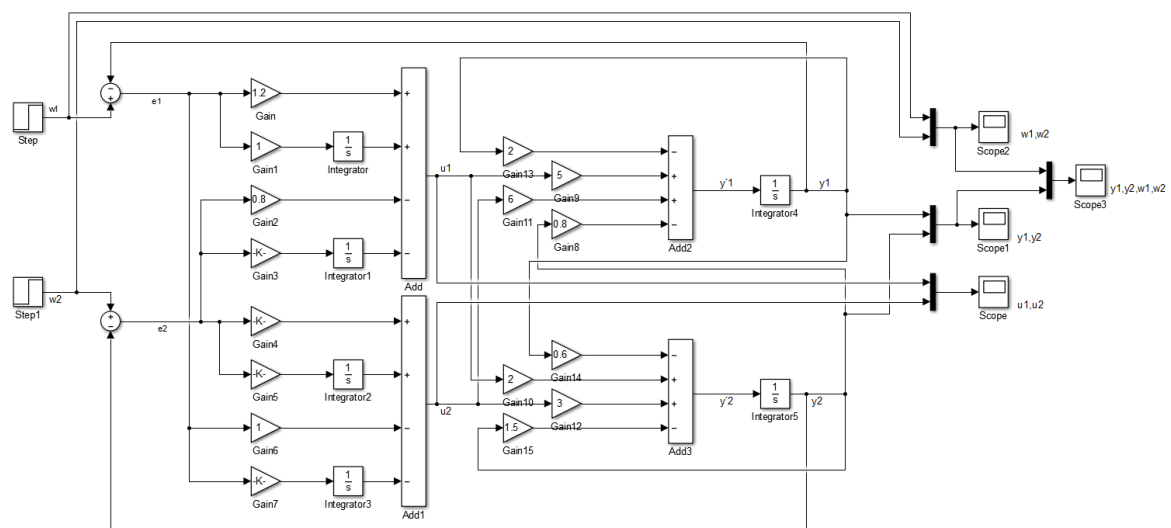 w1
Step
e1
1.2
Gain
1
Gain1
1
s
Integrator
0.8
Gain2
-K-
Gain3
1
s
Integrator1
+
+
−
−
Add
u1
w2
Step1
e2
-K-
Gain4
-K-
Gain5
1
s
Integrator2
1
Gain6
-K-
Gain7
1
s
Integrator3
+
+
−
−
Add1
u2
2
Gain13
5
Gain9
6
Gain11
0.8
Gain8
−
+
+
−
Add2
y'1
1
s
Integrator4
y1
0.6
Gain14
2
Gain10
3
Gain12
1.5
Gain15
−
+
+
−
Add3
y'2
1
s
Integrator5
y2
w1,w2
Scope2
y1,y2,w1,w2
Scope3
y1,y2
Scope1
u1,u2
Scope